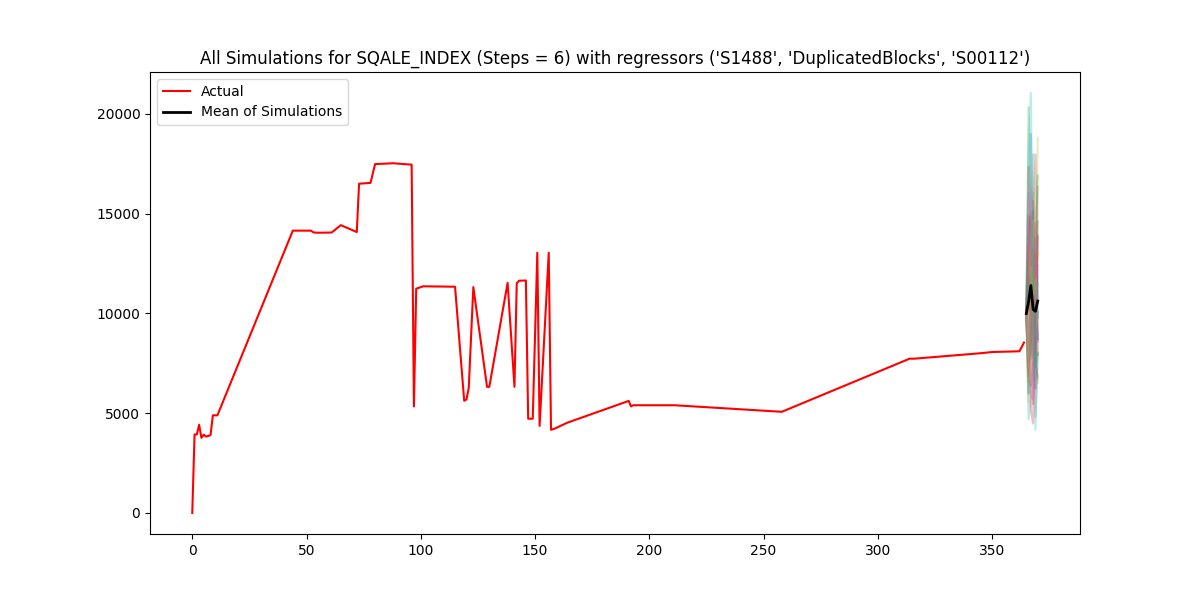 All Simulations for SQALE_INDEX (Steps = 6) with regressors ('S1488', 'DuplicatedBlocks', 'S00112')
Actual
Mean of Simulations
20000
15000
10000
5000
0
0 50 100 150 200 250 300 350